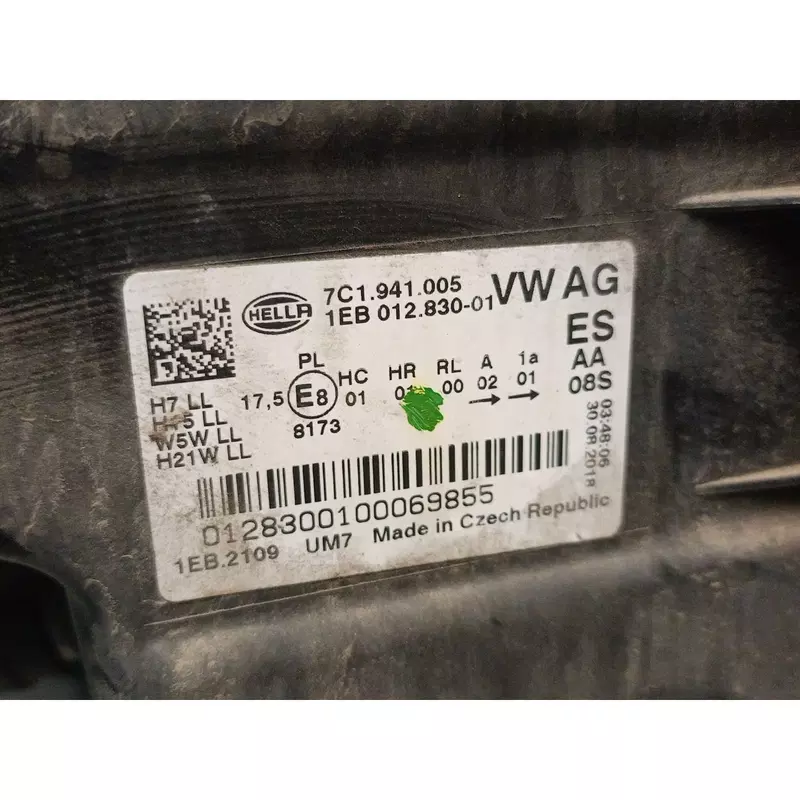 HELLA
7C1.941.005
1EB 012.830-01
VW AG
ES
AA
08S
PL
17,5 E8
8173
HC HR RL A 1a
01 00 02 01
H7 LL
W5W LL
H21W LL
03:48:06
30.08.2018
0128300100069855
1EB.2109 UM7 Made in Czech Republic